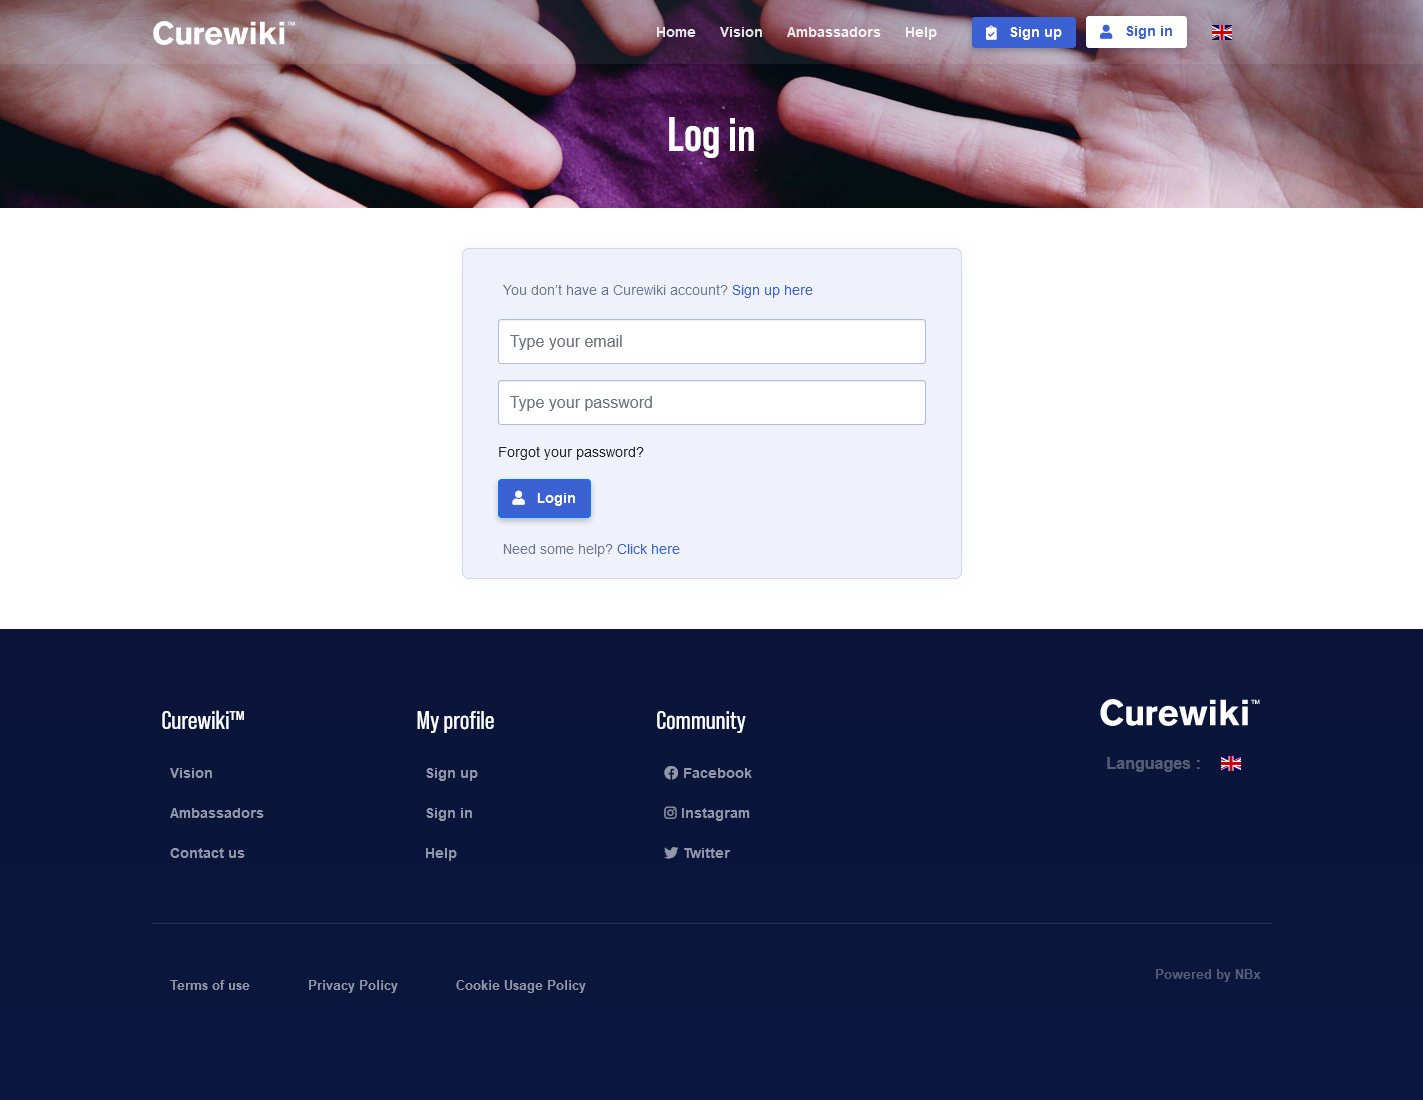 Curewiki™
Home Vision Ambassadors Help Sign up Sign in
Log in
You don't have a Curewiki account? Sign up here
Type your email
Type your password
Forgot your password?
Login
Need some help? Click here
Curewiki™ My profile Community Curewiki™
Vision Sign up Facebook Languages :
Ambassadors Sign in Instagram
Contact us Help Twitter
Terms of use Privacy Policy Cookie Usage Policy Powered by NBx